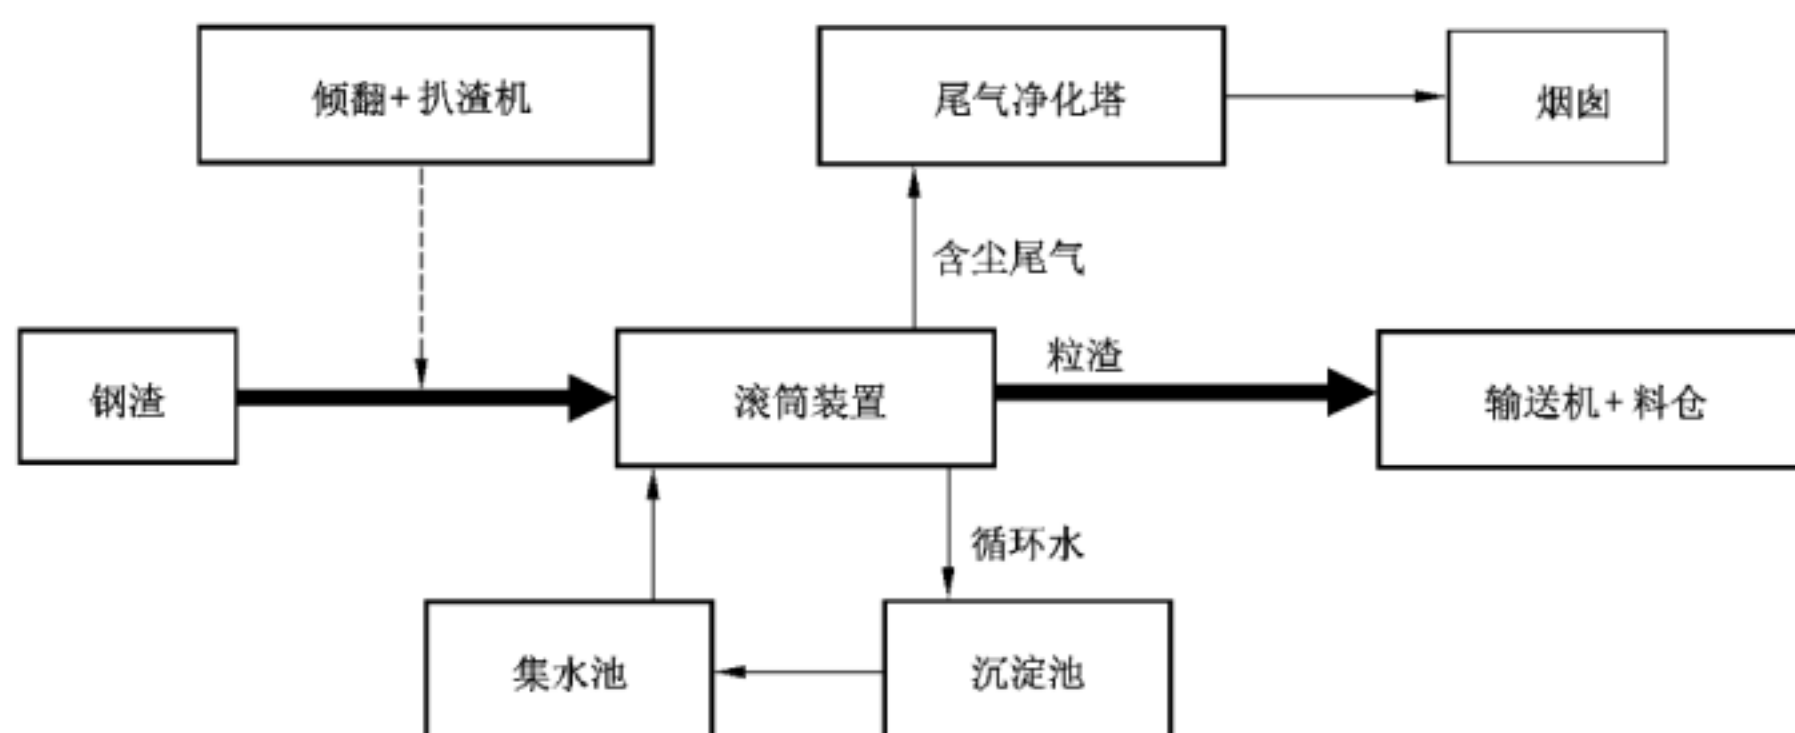 倾翻+扒渣机
尾气净化塔
烟囱
含尘尾气
粒渣
钢渣
滚筒装置
输送机+料仓
循环水
集水池
沉淀池